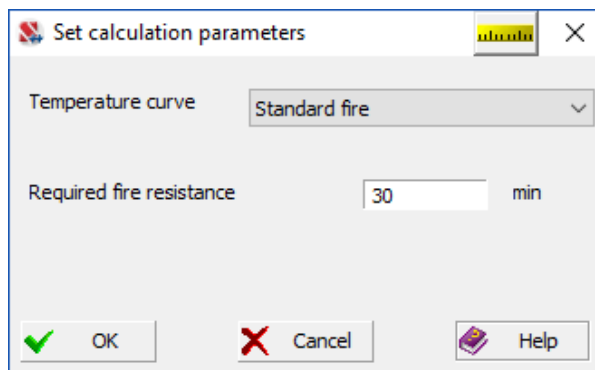 Set calculation parameters
Temperature curve Standard fire
Required fire resistance 30 min
OK Cancel Help